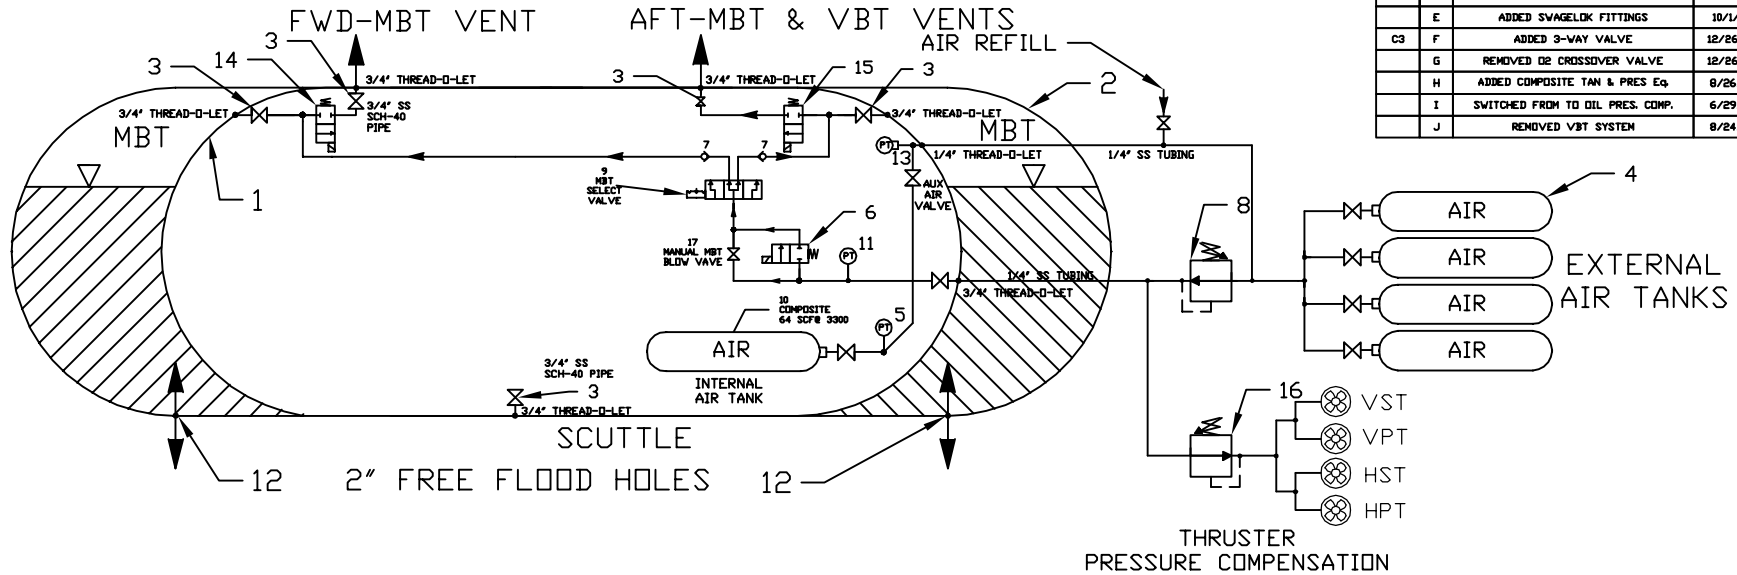 FWD-MBT VENT
AFT-MBT & VBT VENTS
AIR REFILL
E ADDED SWAGELOK FITTINGS 10/1/
C3 F ADDED 3-WAY VALVE 12/26
G REMOVED O2 CROSSOVER VALVE 12/26
H ADDED COMPOSITE TAN & PRES Eq. 8/26
I SWITCHED FROM TO OIL PRES. COMP. 6/29
J REMOVED VBT SYSTEM 8/24
3
14
3
3/4" THREAD-O-LET
3/4" THREAD-O-LET
3/4" SS
SCH-40
PIPE
MBT
1
3
3/4" THREAD-O-LET
15
3
3/4" THREAD-O-LET
MBT
2
7
7
PT
13
1/4" THREAD-O-LET
1/4" SS TUBING
AUX
AIR
VALVE
9
MBT
SELECT
VALVE
17
MANUAL MBT
BLOW VAVE
6
PT
11
1/4" SS TUBING
3/4" THREAD-O-LET
8
4
AIR
AIR
AIR
AIR
EXTERNAL
AIR TANKS
10
COMPOSITE
64 SCF@ 3300
PT
5
AIR
INTERNAL
AIR TANK
3/4" SS
SCH-40 PIPE
3
3/4" THREAD-O-LET
SCUTTLE
12
2" FREE FLOOD HOLES
12
16
VST
VPT
HST
HPT
THRUSTER
PRESSURE COMPENSATION